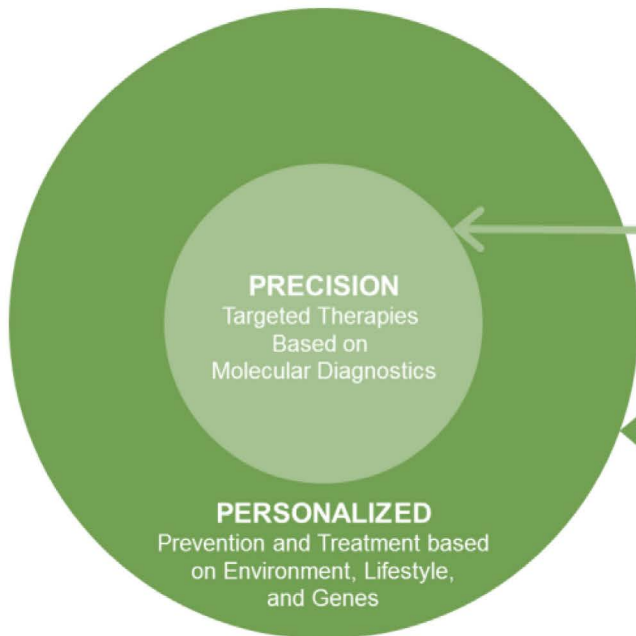 PRECISION
Targeted Therapies
Based on
Molecular Diagnostics
PERSONALIZED
Prevention and Treatment based
on Environment, Lifestyle,
and Genes